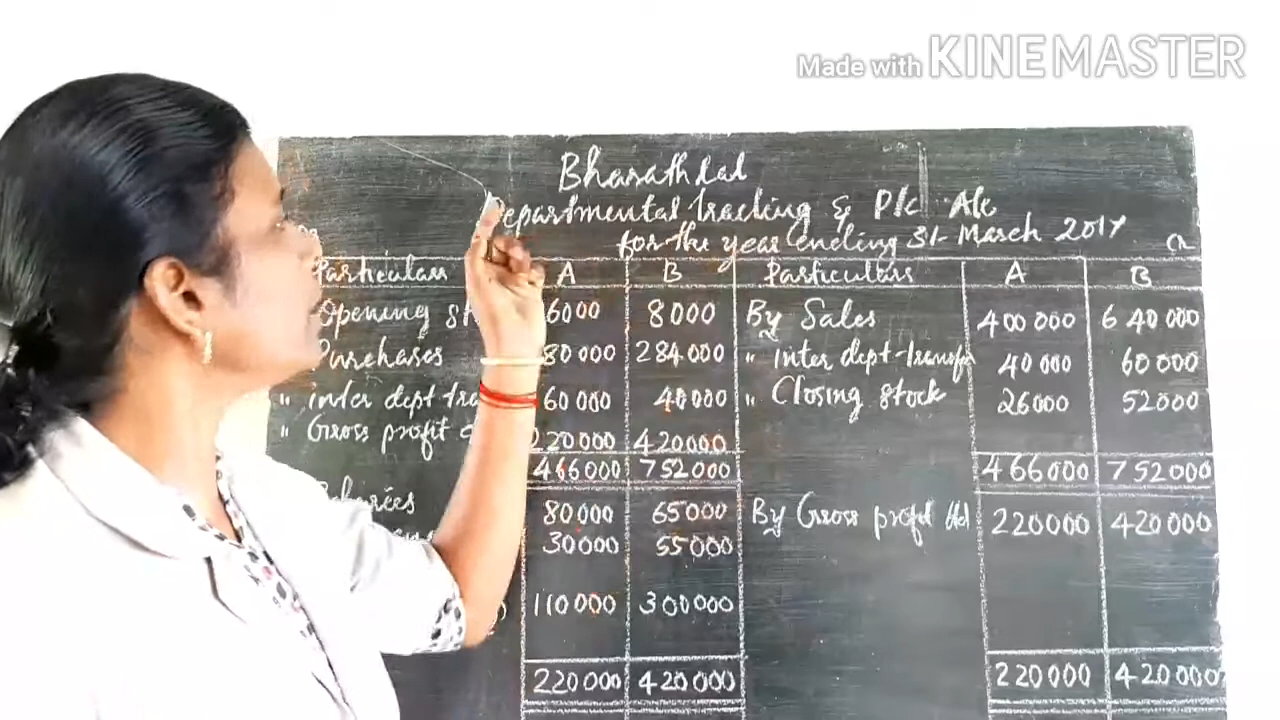 Made with KINEMASTER
Bharathlal
Departmental trading & P/L A/c
for the year ending 31- March 2017
Cr
Particulars A B Particulars A B
Opening 6000 8000 By Sales 400000 640000
Purchases 80000 284000 " inter dept-transfer 40000 60000
" inter dept 60000 40000 " Closing stock 26000 52000
" Gross profit 220000 420000
466000 752000 466000 752000
80000 65000 By Gross profit 220000 420000
30000 55000
110000 300000
220000 420000 220000 420000